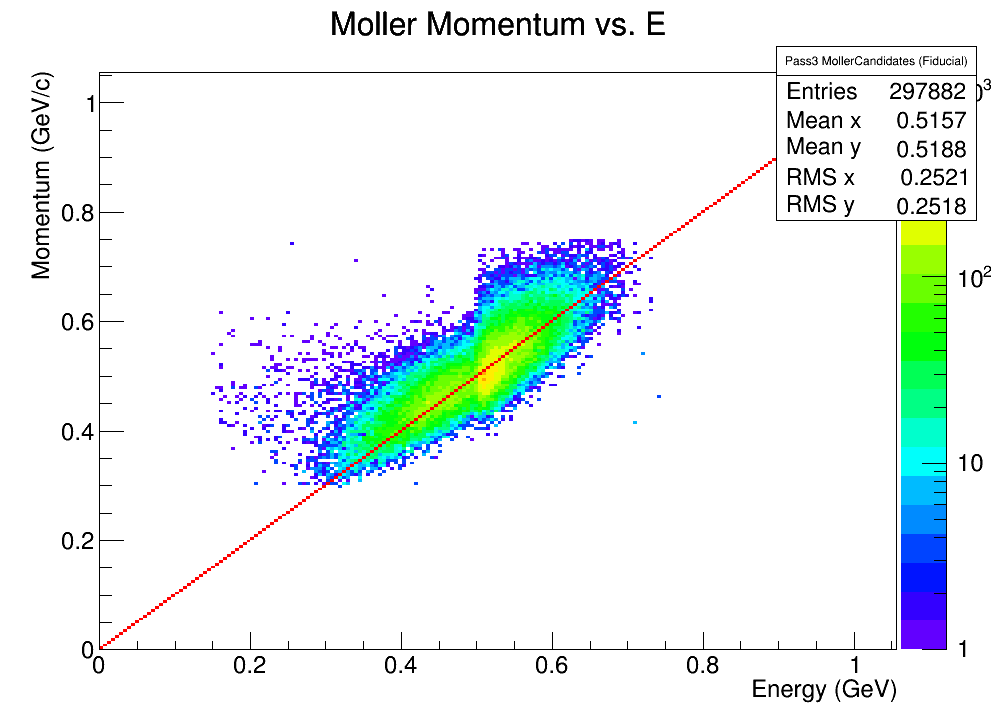 Moller Momentum vs. E
Momentum (GeV/c)
1
0.8
0.6
0.4
0.2
0
0
0.2
0.4
0.6
0.8
1
Energy (GeV)
Pass3 MollerCandidates (Fiducial)
Entries 297882
Mean x 0.5157
Mean y 0.5188
RMS x 0.2521
RMS y 0.2518
10²
10
1